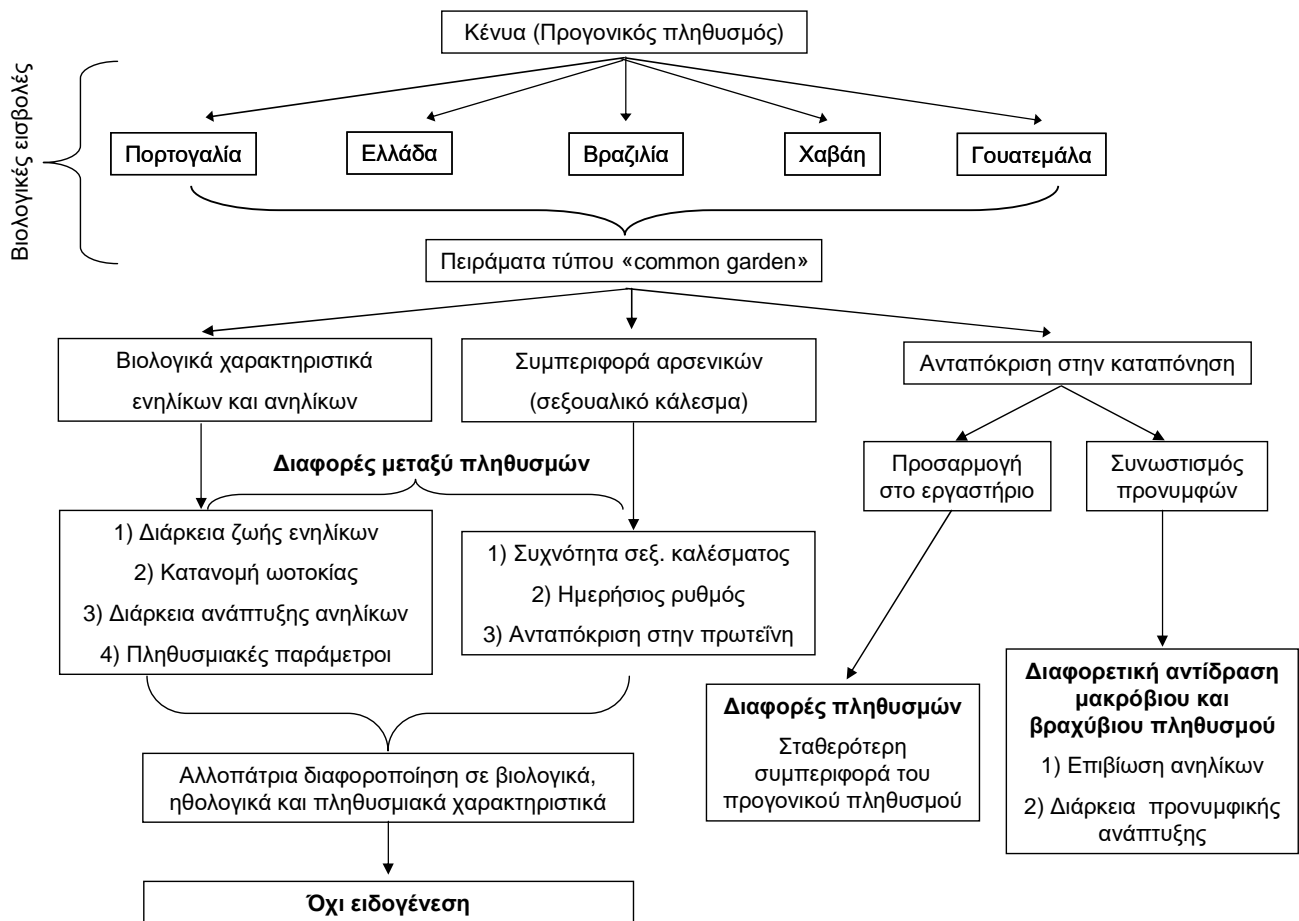 Κένυα (Προγονικός πληθυσμός)
Βιολογικές εισβολές
Πορτογαλία
Ελλάδα
Βραζιλία
Χαβάη
Γουατεμάλα
Πειράματα τύπου «common garden»
Βιολογικά χαρακτηριστικά
ενηλίκων και ανηλίκων
Συμπεριφορά αρσενικών
(σεξουαλικό κάλεσμα)
Ανταπόκριση στην καταπόνηση
Διαφορές μεταξύ πληθυσμών
Προσαρμογή
στο εργαστήριο
Συνωστισμός
προνυμφών
1) Διάρκεια ζωής ενηλίκων
2) Κατανομή ωοτοκίας
3) Διάρκεια ανάπτυξης ανηλίκων
4) Πληθυσμιακές παράμετροι
1) Συχνότητα σεξ. καλέσματος
2) Ημερήσιος ρυθμός
3) Ανταπόκριση στην πρωτεΐνη
Διαφορές πληθυσμών
Σταθερότερη
συμπεριφορά του
προγονικού πληθυσμού
Διαφορετική αντίδραση
μακρόβιου και
βραχύβιου πληθυσμού
1) Επιβίωση ανηλίκων
2) Διάρκεια προνυμφικής
ανάπτυξης
Αλλοπάτρια διαφοροποίηση σε βιολογικά,
ηθολογικά και πληθυσμιακά χαρακτηριστικά
Όχι ειδογένεση